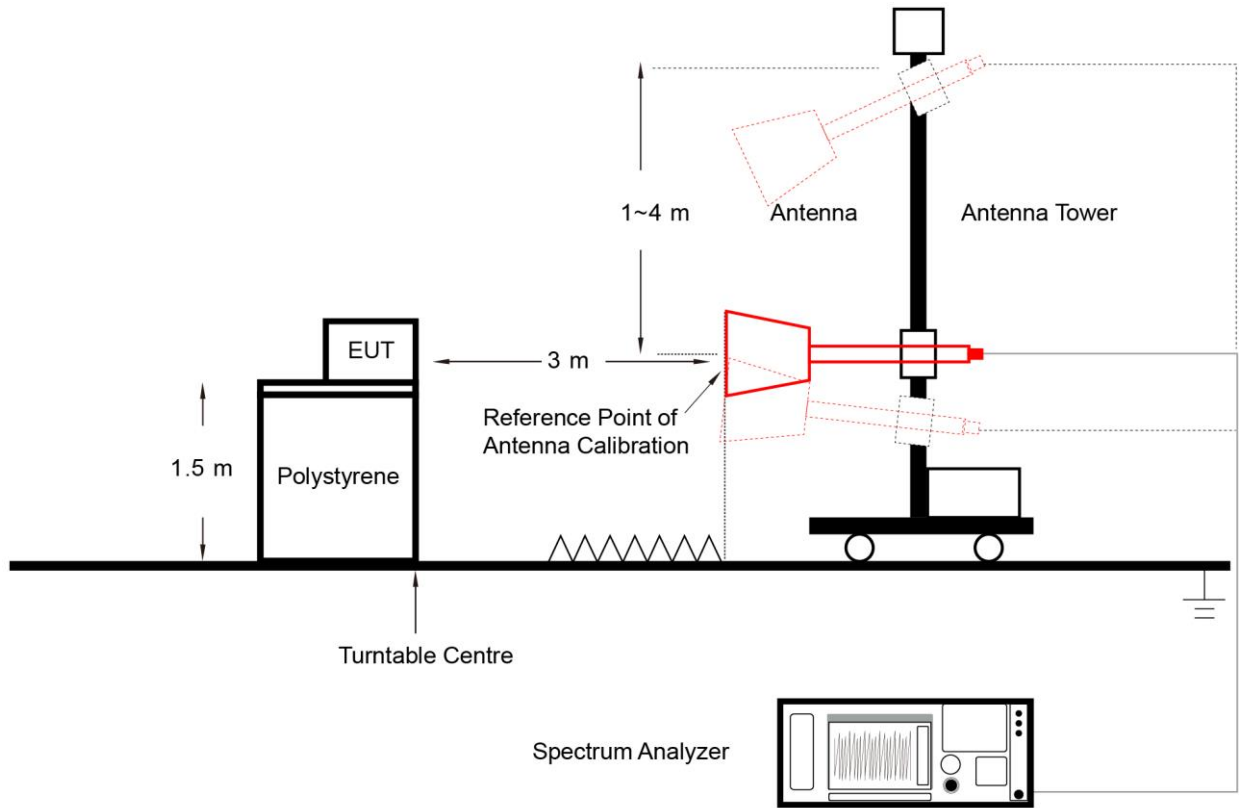 1~4 m
Antenna
Antenna Tower
EUT
3 m
Reference Point of
Antenna Calibration
1.5 m
Polystyrene
Turntable Centre
Spectrum Analyzer